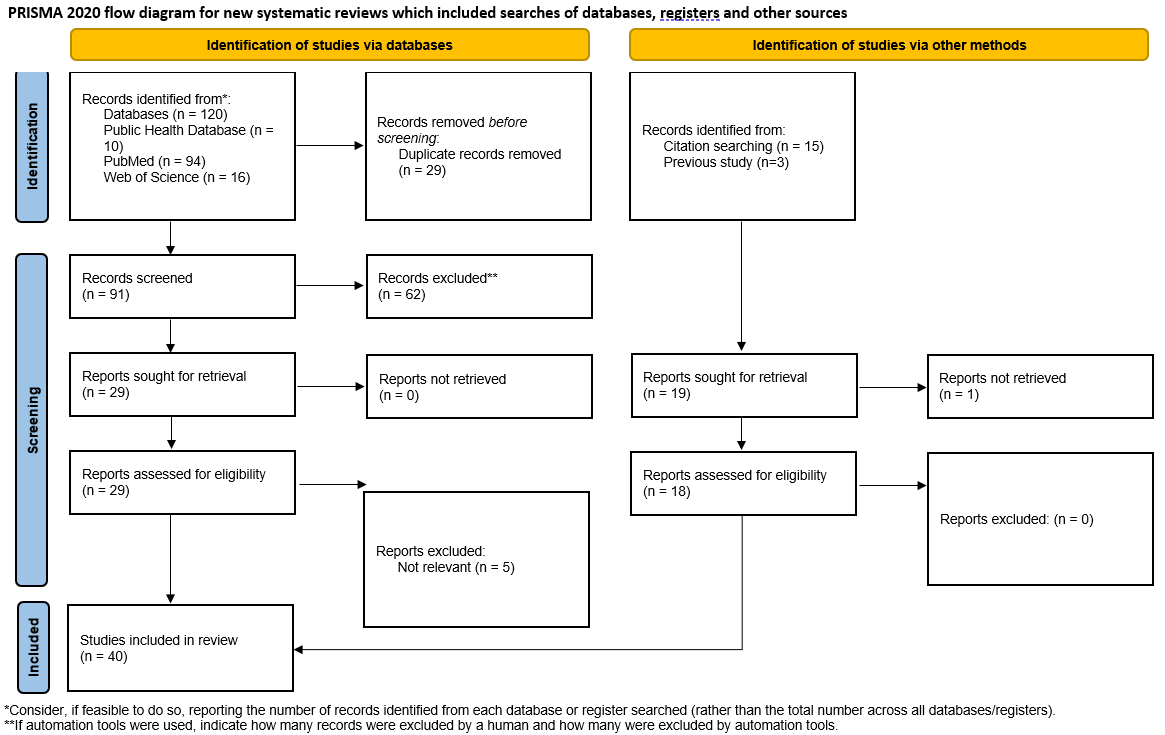 PRISMA 2020 flow diagram for new systematic reviews which included searches of databases, registers and other sources
Identification of studies via databases
Identification of studies via other methods
Identification
Records identified from*:
Databases (n = 120)
Public Health Database (n =
10)
PubMed (n = 94)
Web of Science (n = 16)
Records removed before
screening:
Duplicate records removed
(n = 29)
Records identified from:
Citation searching (n = 15)
Previous study (n=3)
Screening
Records screened
(n = 91)
Records excluded**
(n = 62)
Reports sought for retrieval
(n = 29)
Reports not retrieved
(n = 0)
Reports sought for retrieval
(n = 19)
Reports not retrieved
(n = 1)
Reports assessed for eligibility
(n = 29)
Reports excluded:
Not relevant (n = 5)
Reports assessed for eligibility
(n = 18)
Reports excluded: (n = 0)
Included
Studies included in review
(n = 40)
*Consider, if feasible to do so, reporting the number of records identified from each database or register searched (rather than the total number across all databases/registers).
**If automation tools were used, indicate how many records were excluded by a human and how many were excluded by automation tools.